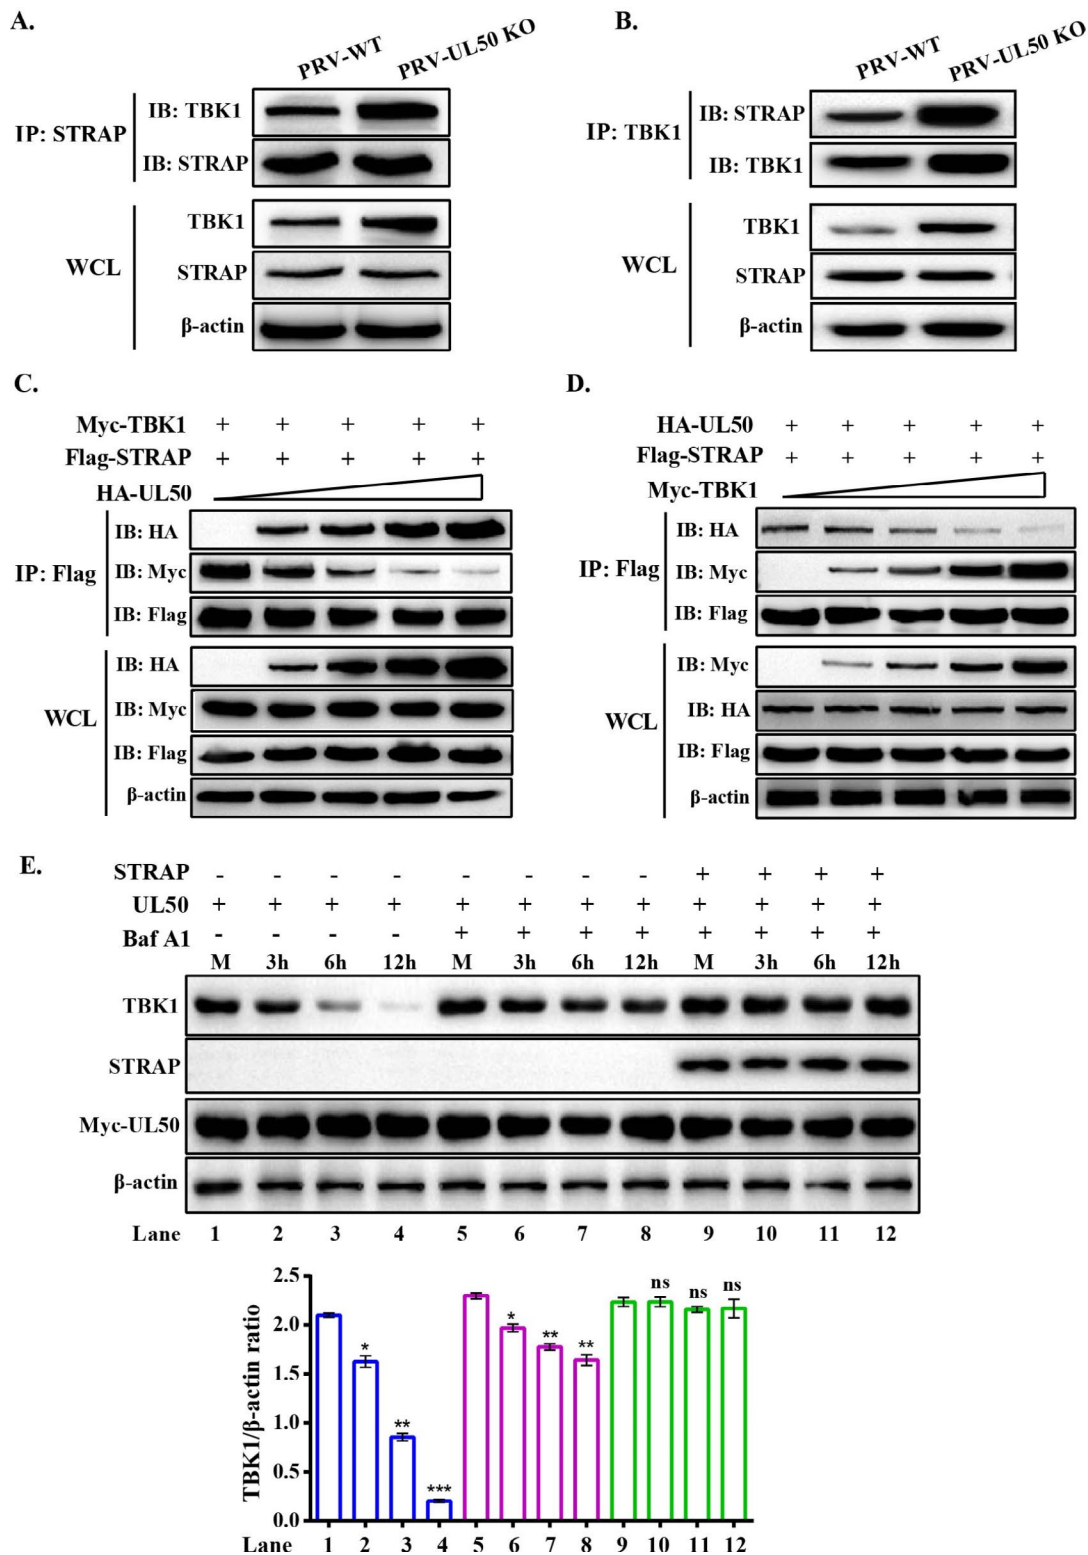 A.
PRV-WT PRV-UL50 KO
IP: STRAP
IB: TBK1
IB: STRAP
WCL
TBK1
STRAP
β-actin
B.
PRV-WT PRV-UL50 KO
IP: TBK1
IB: STRAP
IB: TBK1
WCL
TBK1
STRAP
β-actin
C.
Myc-TBK1 + + + + +
Flag-STRAP + + + + +
HA-UL50
IP: Flag
IB: HA
IB: Myc
IB: Flag
WCL
IB: HA
IB: Myc
IB: Flag
β-actin
D.
HA-UL50 + + + + +
Flag-STRAP + + + + +
Myc-TBK1
IP: Flag
IB: HA
IB: Myc
IB: Flag
WCL
IB: Myc
IB: HA
IB: Flag
β-actin
E.
STRAP - - - - - - - - + + + +
UL50 + + + + + + + + + + + +
Baf A1 - - - - + + + + + + + +
M 3h 6h 12h M 3h 6h 12h M 3h 6h 12h
TBK1
STRAP
Myc-UL50
β-actin
Lane 1 2 3 4 5 6 7 8 9 10 11 12
TBK1/β-actin ratio
2.5
2.0
1.5
1.0
0.5
0.0
* ** *** * ** ** ns ns ns
Lane 1 2 3 4 5 6 7 8 9 10 11 12